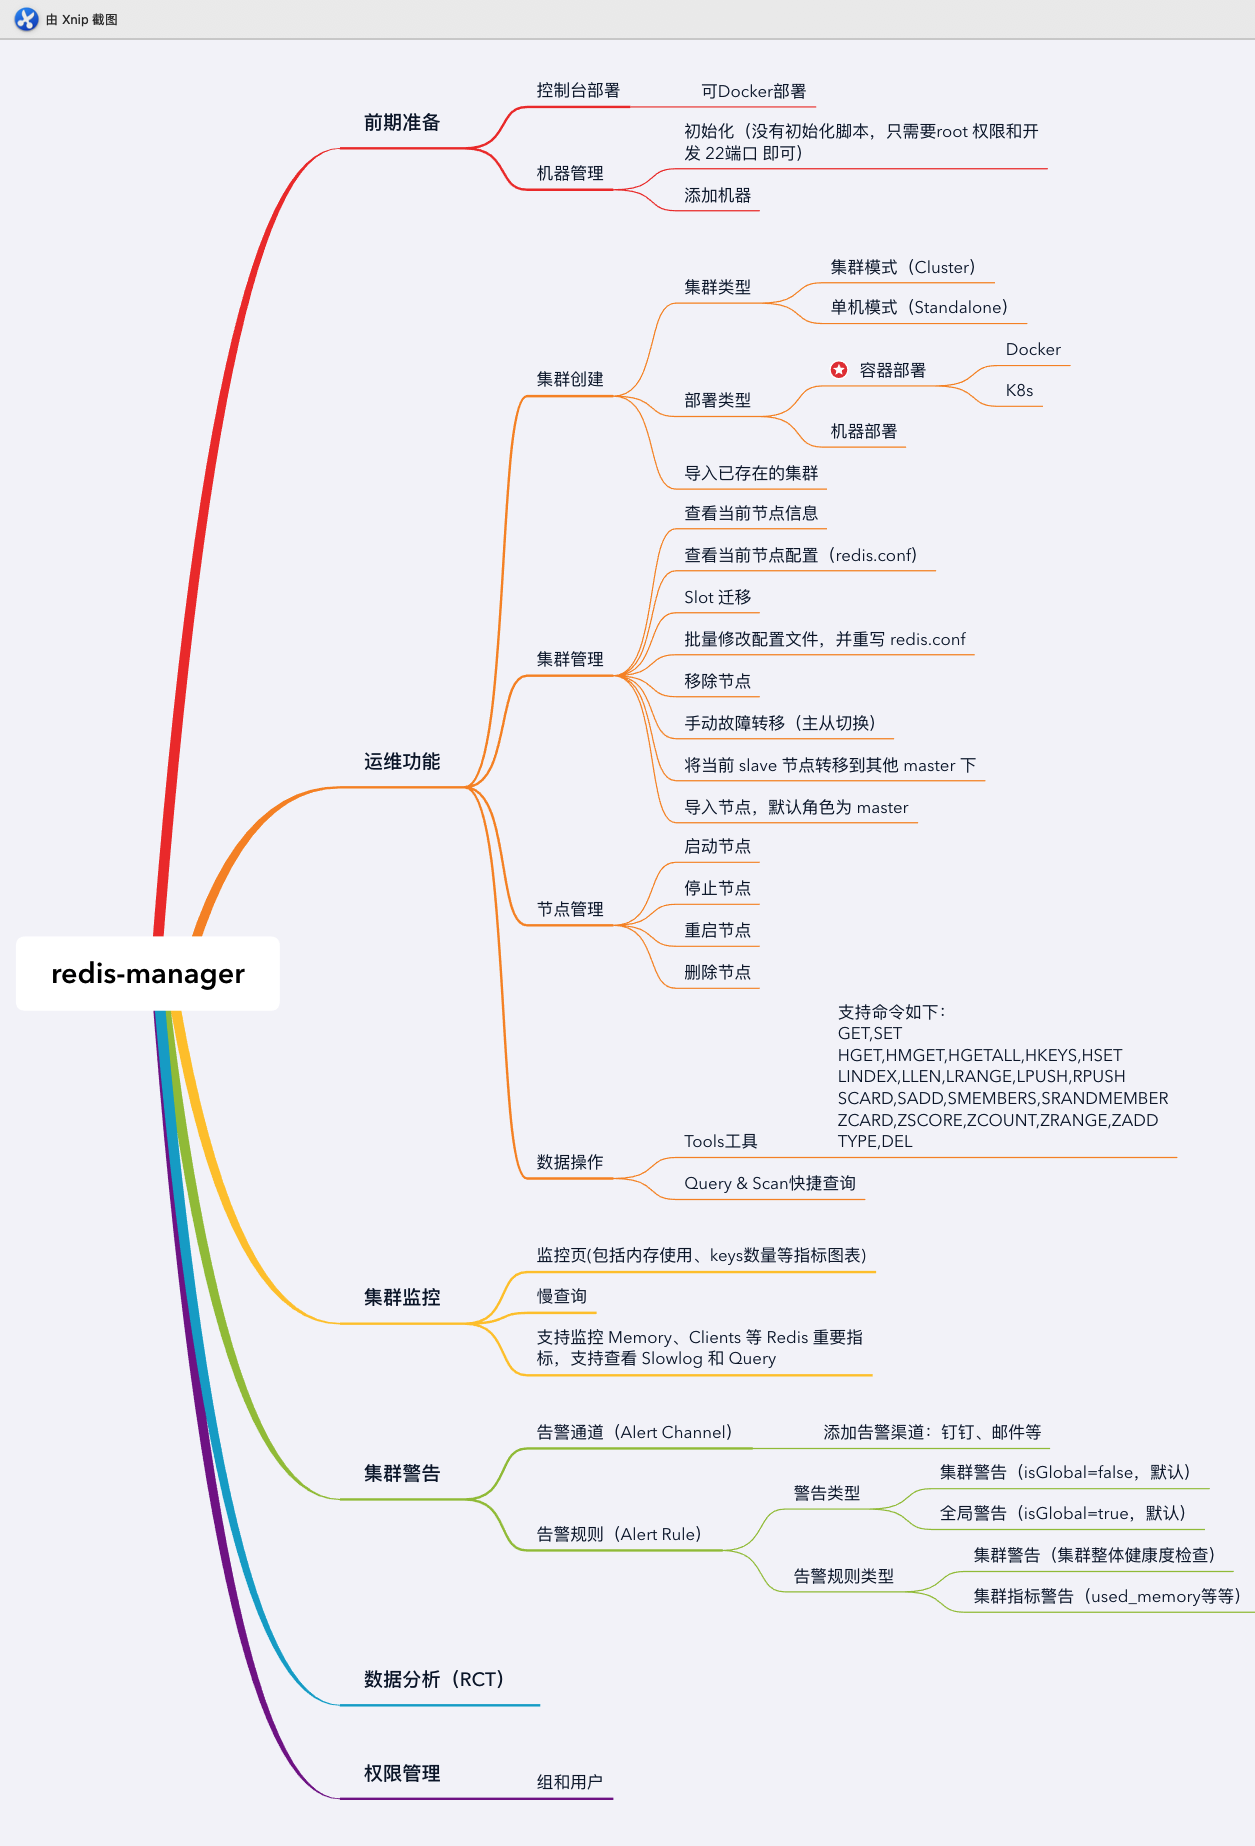 由 Xnip 截图
控制台部署
可Docker部署
前期准备
初始化（没有初始化脚本，只需要root 权限和开
发 22端口 即可）
机器管理
添加机器
集群模式（Cluster）
集群类型
单机模式（Standalone）
Docker
容器部署
集群创建
K8s
部署类型
机器部署
导入已存在的集群
查看当前节点信息
查看当前节点配置（redis.conf）
Slot 迁移
批量修改配置文件，并重写 redis.conf
集群管理
移除节点
手动故障转移（主从切换）
运维功能
将当前 slave 节点转移到其他 master 下
导入节点，默认角色为 master
启动节点
停止节点
节点管理
重启节点
删除节点
redis-manager
支持命令如下：
GET,SET
HGET,HMGET,HGETALL,HKEYS,HSET
LINDEX,LLEN,LRANGE,LPUSH,RPUSH
SCARD,SADD,SMEMBERS,SRANDMEMBER
ZCARD,ZSCORE,ZCOUNT,ZRANGE,ZADD
TYPE,DEL
Tools工具
数据操作
Query & Scan快捷查询
监控页(包括内存使用、keys数量等指标图表)
慢查询
集群监控
支持监控 Memory、Clients 等 Redis 重要指
标，支持查看 Slowlog 和 Query
告警通道（Alert Channel）
添加告警渠道：钉钉、邮件等
集群警告
集群警告（isGlobal=false，默认）
警告类型
全局警告（isGlobal=true，默认）
告警规则（Alert Rule）
集群警告（集群整体健康度检查）
告警规则类型
集群指标警告（used_memory等等）
数据分析（RCT）
权限管理
组和用户